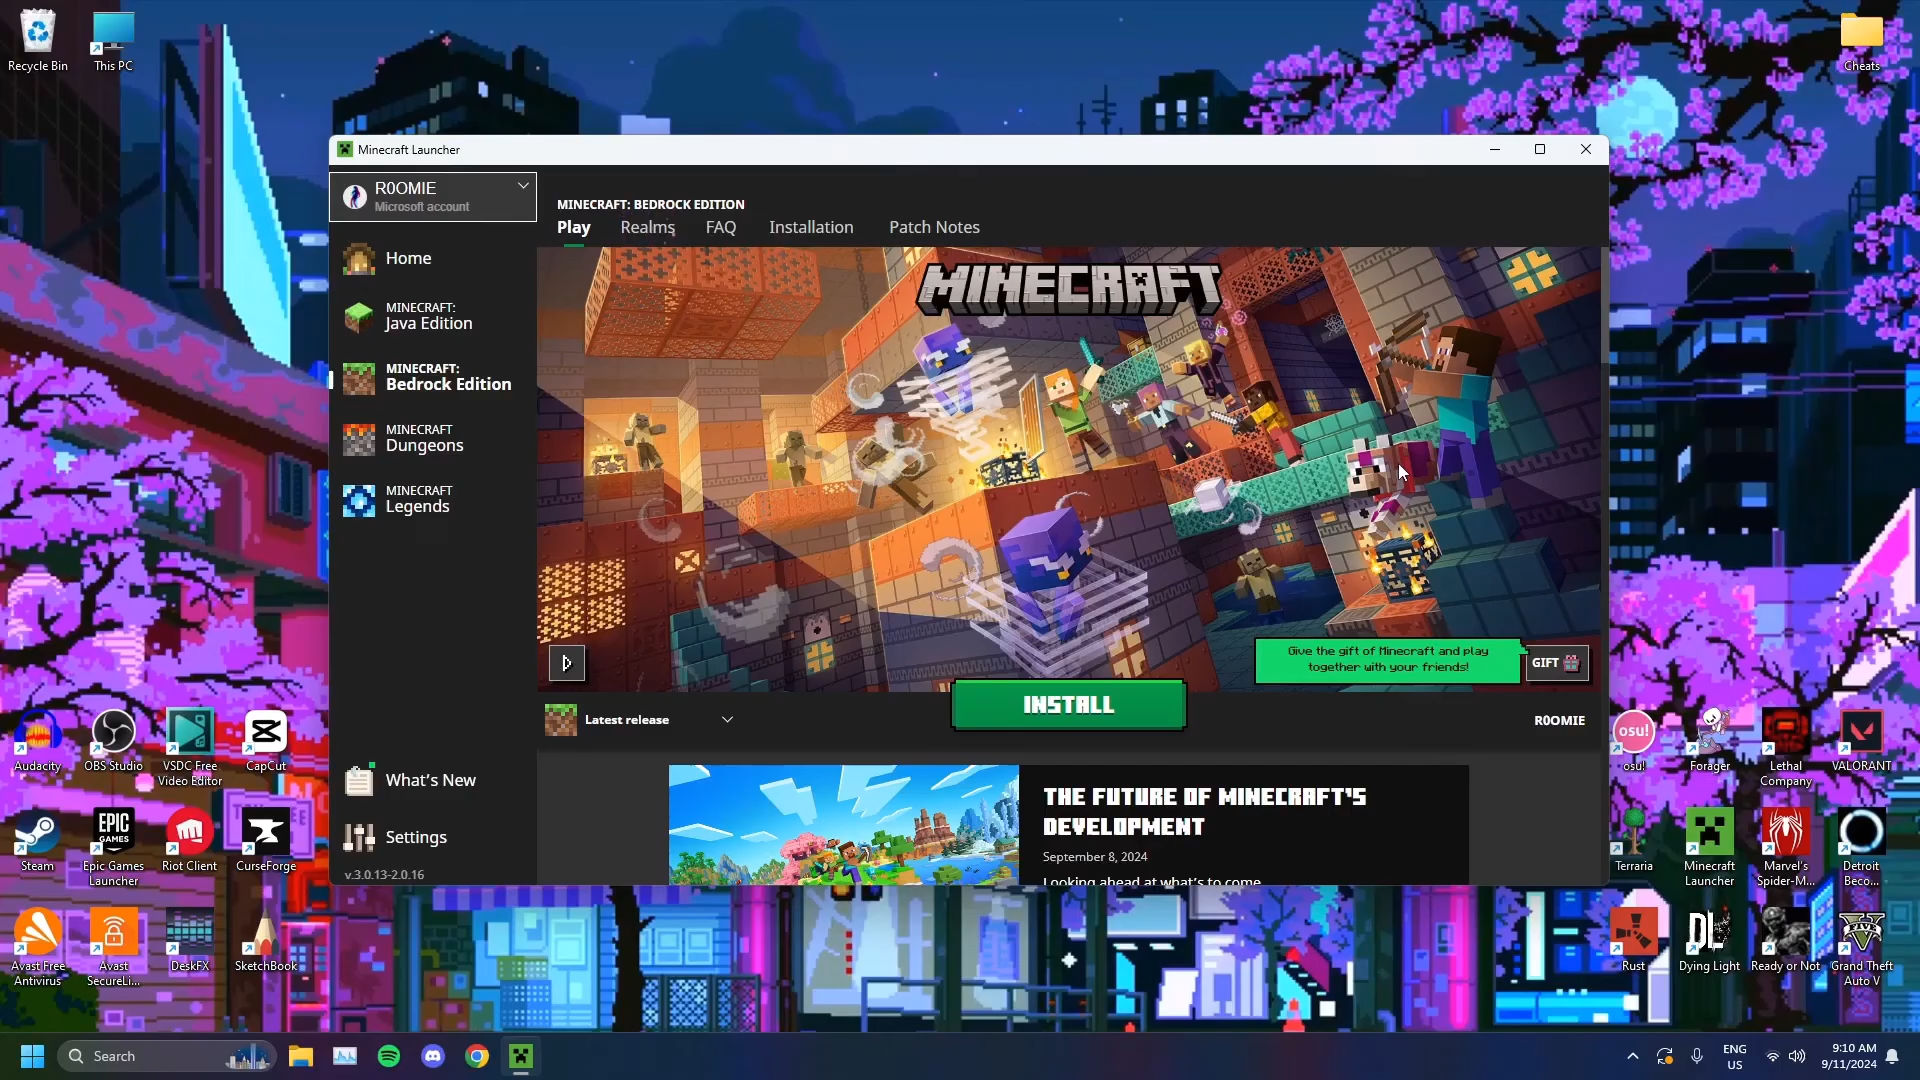 Recycle Bin
This PC
Cheats
Minecraft Launcher
R0OMIE
Microsoft account
Home
MINECRAFT:
Java Edition
MINECRAFT:
Bedrock Edition
MINECRAFT
Dungeons
MINECRAFT
Legends
What's New
Settings
v.3.0.13-2.0.16
MINECRAFT: BEDROCK EDITION
Play Realms FAQ Installation Patch Notes
MINECRAFT
Give the gift of Minecraft and play
together with your friends!
GIFT
Latest release
INSTALL
R0OMIE
THE FUTURE OF MINECRAFT'S
DEVELOPMENT
September 8, 2024
Looking ahead at what's to come
Audacity
OBS Studio
VSDC Free
Video Editor
CapCut
Steam
EPIC
GAMES
Epic Games
Launcher
Riot Client
CurseForge
Avast Free
Antivirus
Avast
SecureLi...
DeskFX
SketchBook
osu!
osu!
Forager
Lethal
Company
VALORANT
Terraria
Minecraft
Launcher
Marvel's
Spider-M...
Detroit
Beco...
Rust
DL
Dying Light
Ready or Not
FIVE
Grand Theft
Auto V
Search
ENG
US
9:10 AM
9/11/2024